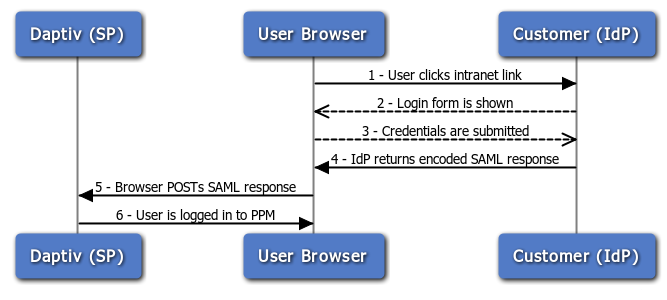 Daptiv (SP)
User Browser
Customer (IdP)
1 - User clicks intranet link
2 - Login form is shown
3 - Credentials are submitted
4 - IdP returns encoded SAML response
5 - Browser POSTs SAML response
6 - User is logged in to PPM
Daptiv (SP)
User Browser
Customer (IdP)